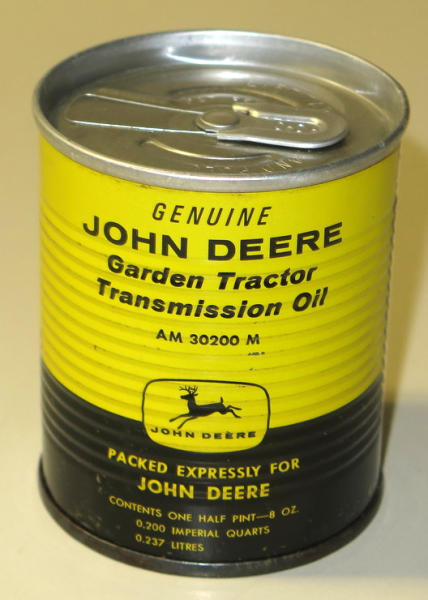 GENUINE
JOHN DEERE
Garden Tractor
Transmission Oil
AM 30200 M
JOHN DEERE
PACKED EXPRESSLY FOR
JOHN DEERE
CONTENTS ONE HALF PINT—8 OZ.
0.200 IMPERIAL QUARTS
0.237 LITRES